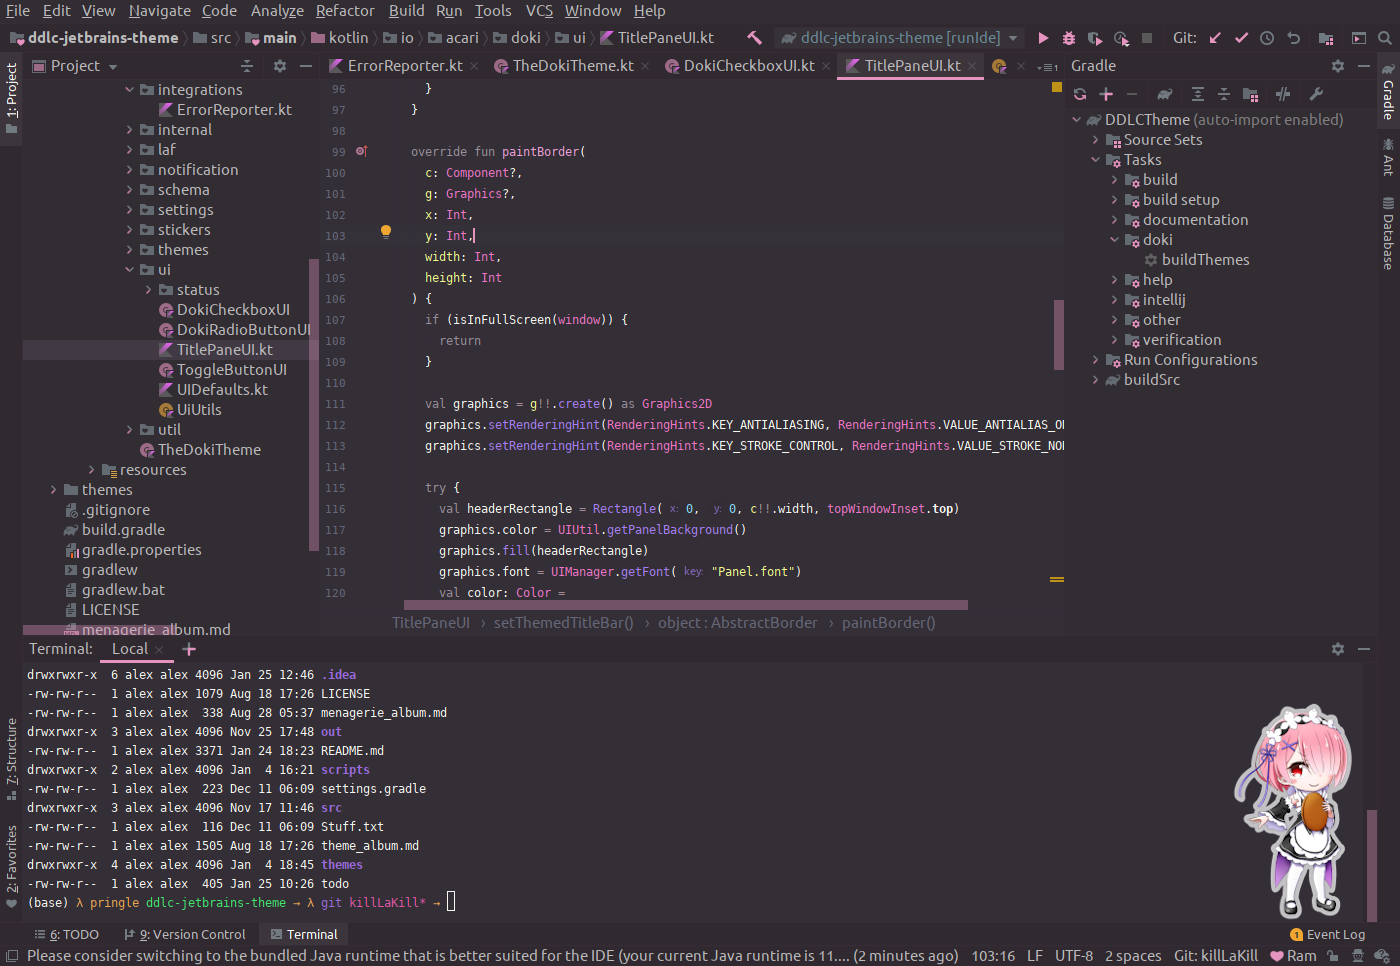 File Edit View Navigate Code Analyze Refactor Build Run Tools VCS Window Help
ddlc-jetbrains-theme src main kotlin io acari doki ui TitlePaneUI.kt ddlc-jetbrains-theme [runIde] Git:
1: Project
Project
integrations
ErrorReporter.kt
internal
laf
notification
schema
settings
stickers
themes
ui
status
DokiCheckboxUI
DokiRadioButtonUI
TitlePaneUI.kt
ToggleButtonUI
UIDefaults.kt
UiUtils
util
TheDokiTheme
resources
themes
.gitignore
build.gradle
gradle.properties
gradlew
gradlew.bat
LICENSE
menagerie_album.md
ErrorReporter.kt TheDokiTheme.kt DokiCheckboxUI.kt TitlePaneUI.kt
96 }
97 }
98
99 override fun paintBorder(
100 c: Component?,
101 g: Graphics?,
102 x: Int,
103 y: Int,
104 width: Int,
105 height: Int
106 ) {
107 if (isInFullScreen(window)) {
108 return
109 }
110
111 val graphics = g!!.create() as Graphics2D
112 graphics.setRenderingHint(RenderingHints.KEY_ANTIALIASING, RenderingHints.VALUE_ANTIALIAS_O
113 graphics.setRenderingHint(RenderingHints.KEY_STROKE_CONTROL, RenderingHints.VALUE_STROKE_NO
114
115 try {
116 val headerRectangle = Rectangle( x: 0, y: 0, c!!.width, topWindowInset.top)
117 graphics.color = UIUtil.getPanelBackground()
118 graphics.fill(headerRectangle)
119 graphics.font = UIManager.getFont( key: "Panel.font")
120 val color: Color =
TitlePaneUI › setThemedTitleBar() › object : AbstractBorder › paintBorder()
Gradle
DDLCTheme (auto-import enabled)
Source Sets
Tasks
build
build setup
documentation
doki
buildThemes
help
intellij
other
verification
Run Configurations
buildSrc
Gradle
Ant
Database
Terminal: Local
drwxrwxr-x 6 alex alex 4096 Jan 25 12:46 .idea
-rw-rw-r-- 1 alex alex 1079 Aug 18 17:26 LICENSE
-rw-rw-r-- 1 alex alex 338 Aug 28 05:37 menagerie_album.md
drwxrwxr-x 3 alex alex 4096 Nov 25 17:48 out
-rw-rw-r-- 1 alex alex 3371 Jan 24 18:23 README.md
drwxrwxr-x 2 alex alex 4096 Jan 4 16:21 scripts
-rw-rw-r-- 1 alex alex 223 Dec 11 06:09 settings.gradle
drwxrwxr-x 3 alex alex 4096 Nov 17 11:46 src
-rw-rw-r-- 1 alex alex 116 Dec 11 06:09 Stuff.txt
-rw-rw-r-- 1 alex alex 1505 Aug 18 17:26 theme_album.md
drwxrwxr-x 4 alex alex 4096 Jan 4 18:45 themes
-rw-rw-r-- 1 alex alex 405 Jan 25 10:26 todo
(base) λ pringle ddlc-jetbrains-theme → λ git killLaKill* →
7: Structure
2: Favorites
6: TODO 9: Version Control Terminal 1 Event Log
Please consider switching to the bundled Java runtime that is better suited for the IDE (your current Java runtime is 11.... (2 minutes ago) 103:16 LF UTF-8 2 spaces Git: killLaKill Ram